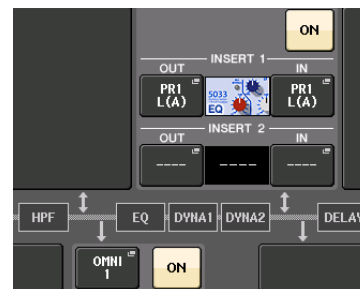 ON
INSERT 1
OUT IN
PR1 L(A) 5033 EQ PR1 L(A)
INSERT 2
OUT IN
---- ---- ----
HPF EQ DYNA1 DYNA2 DELAY
OMNI 1 ON